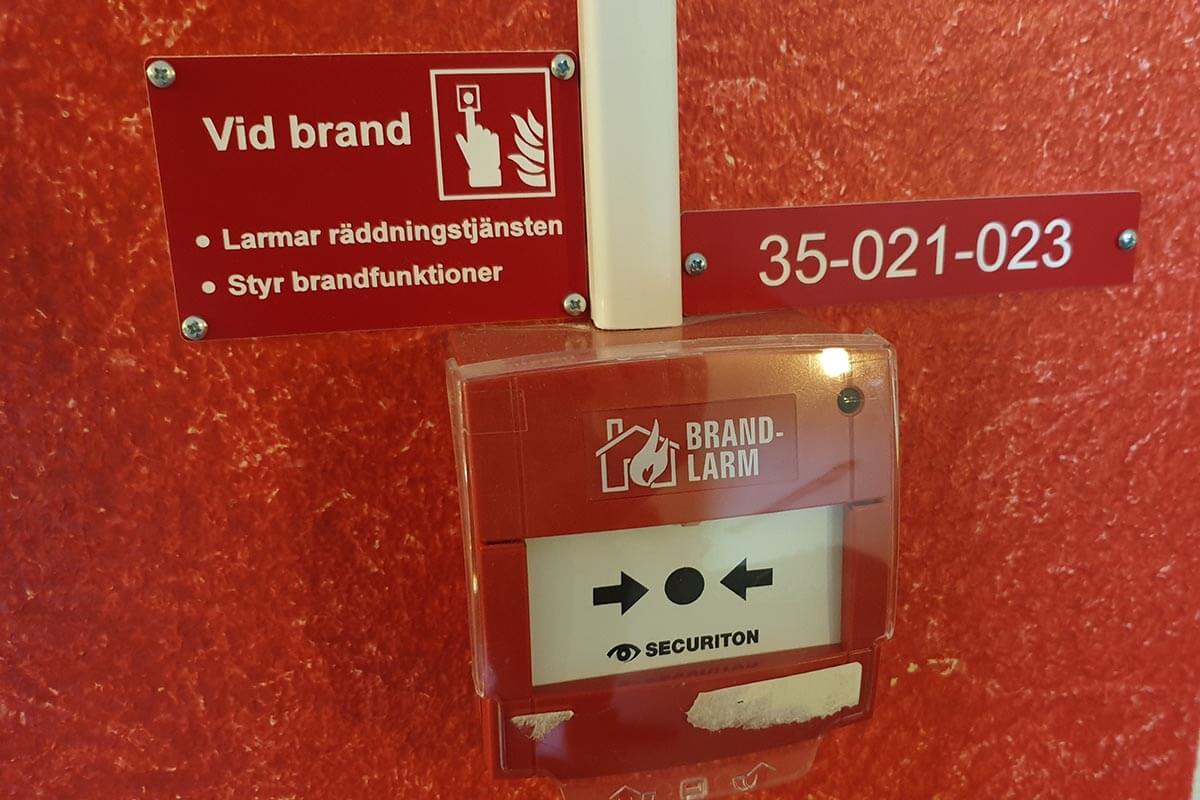 Vid brand
• Larmar räddningstjänsten
• Styr brandfunktioner
35-021-023
BRAND-
LARM
SECURITON